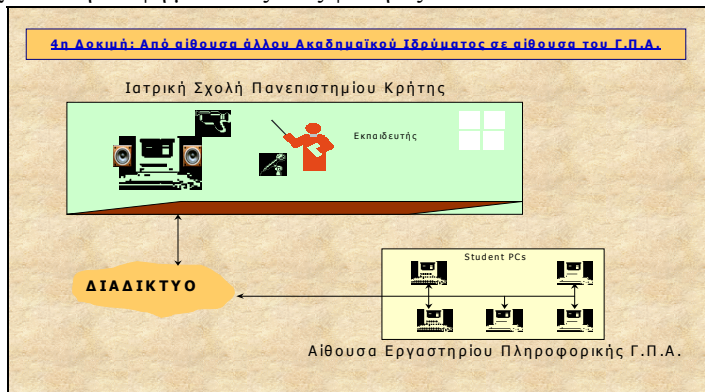 4η Δοκιμή: Από αίθουσα άλλου Ακαδημαϊκού Ιδρύματος σε αίθουσα του Γ.Π.Α.
Ιατρική Σχολή Πανεπιστημίου Κρήτης
Εκπαιδευτής
Student PCs
ΔΙΑΔΙΚΤΥΟ
Αίθουσα Εργαστηρίου Πληροφορικής Γ.Π.Α.